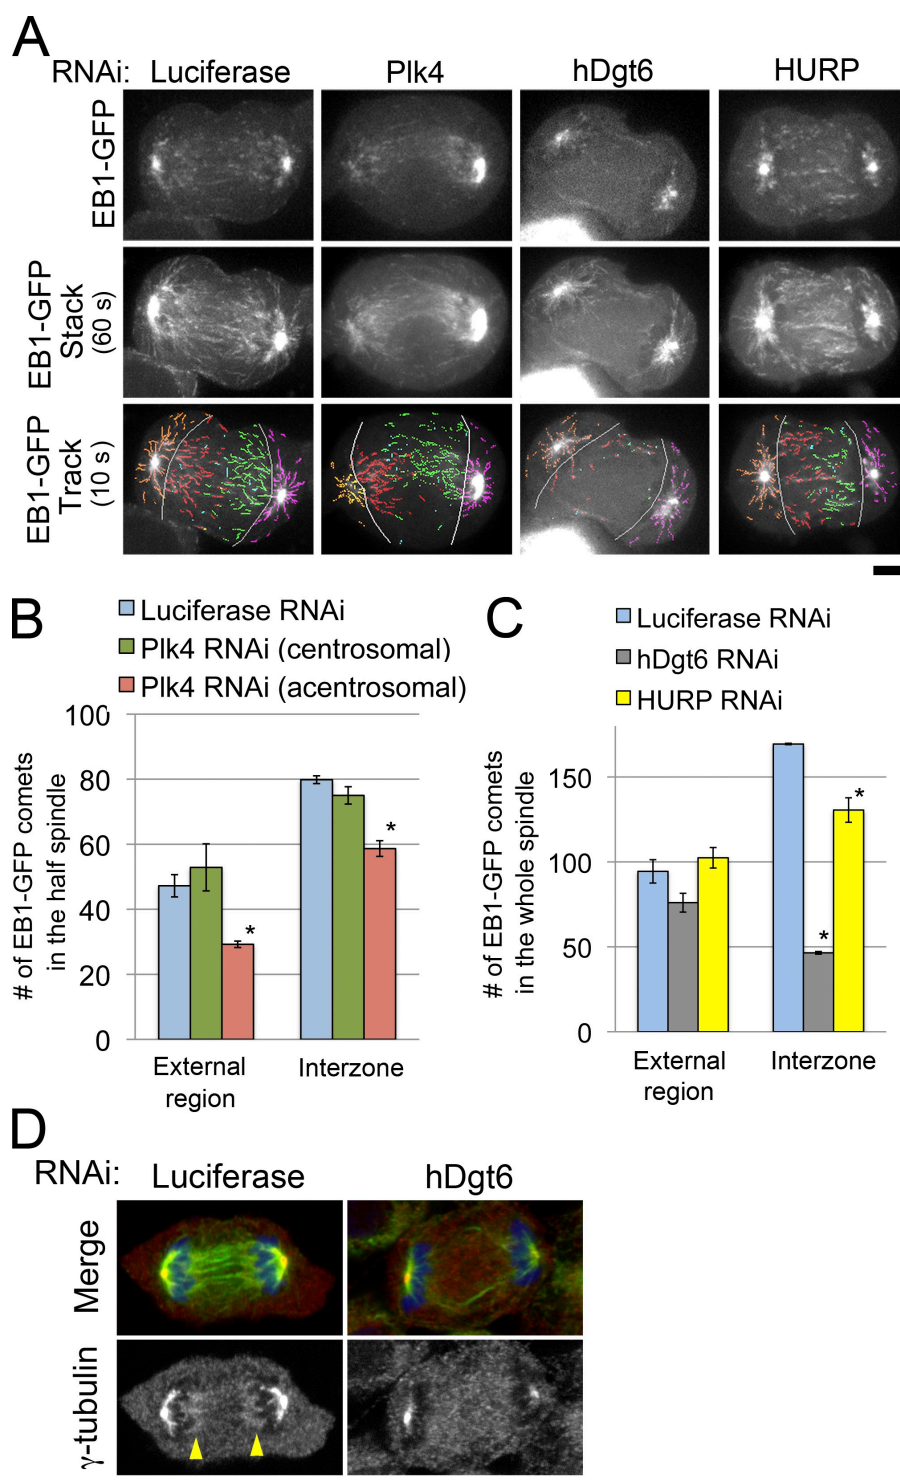 A
RNAi: Luciferase Plk4 hDgt6 HURP
EB1-GFP
EB1-GFP
Stack
(60 s)
EB1-GFP
Track
(10 s)
B
Luciferase RNAi
Plk4 RNAi (centrosomal)
Plk4 RNAi (acentrosomal)
# of EB1-GFP comets
in the half spindle
100
80
60
40
20
0
*
*
External
region
Interzone
C
Luciferase RNAi
hDgt6 RNAi
HURP RNAi
# of EB1-GFP comets
in the whole spindle
150
100
50
0
*
*
External
region
Interzone
D
RNAi: Luciferase hDgt6
Merge
γ-tubulin